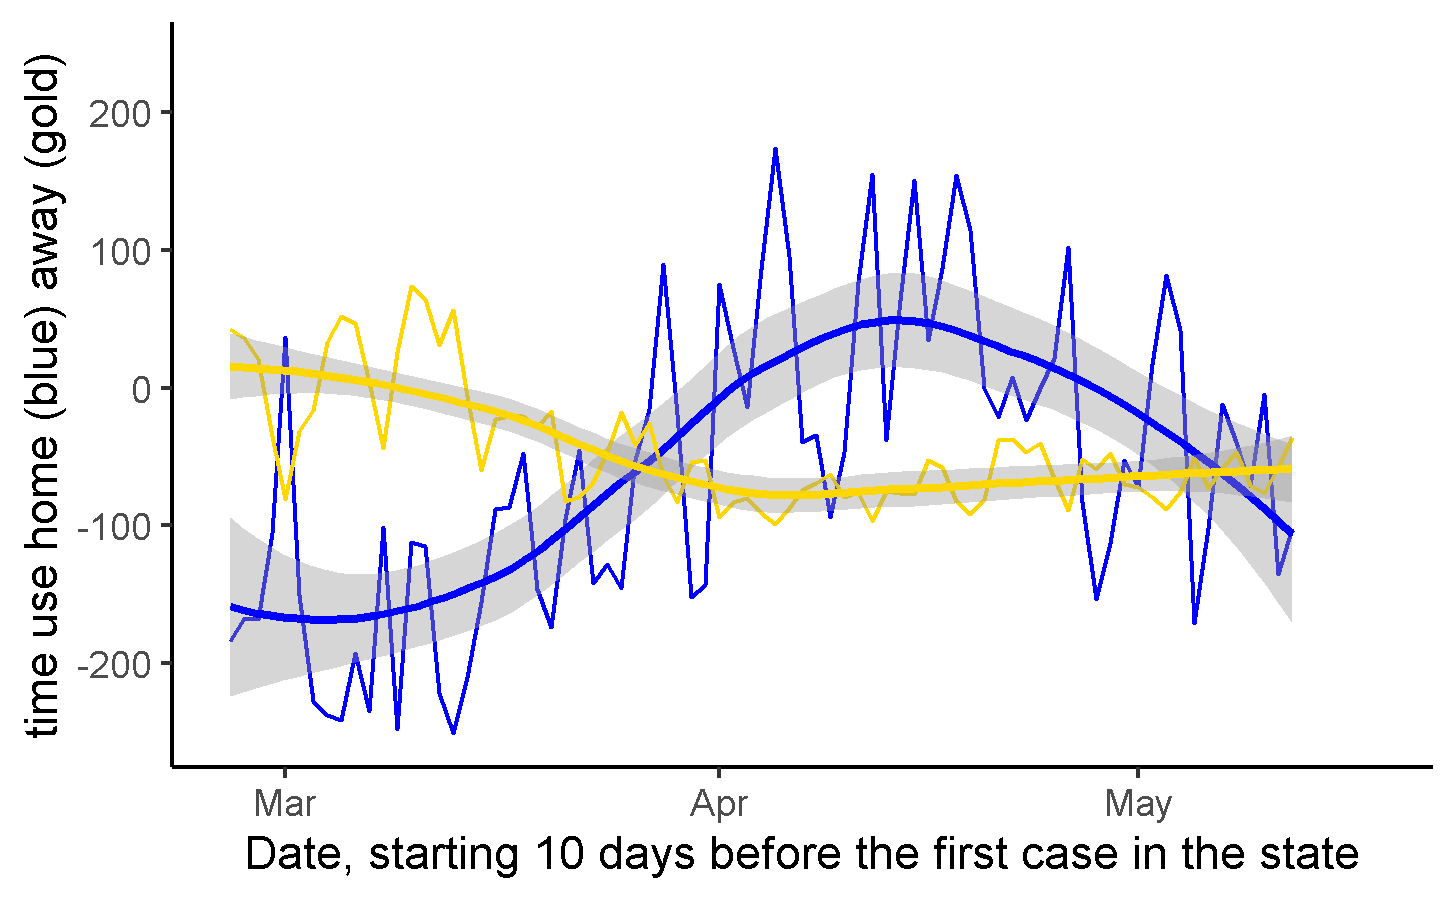 time use home (blue) away (gold)
200
100
0
-100
-200
Mar
Apr
May
Date, starting 10 days before the first case in the state